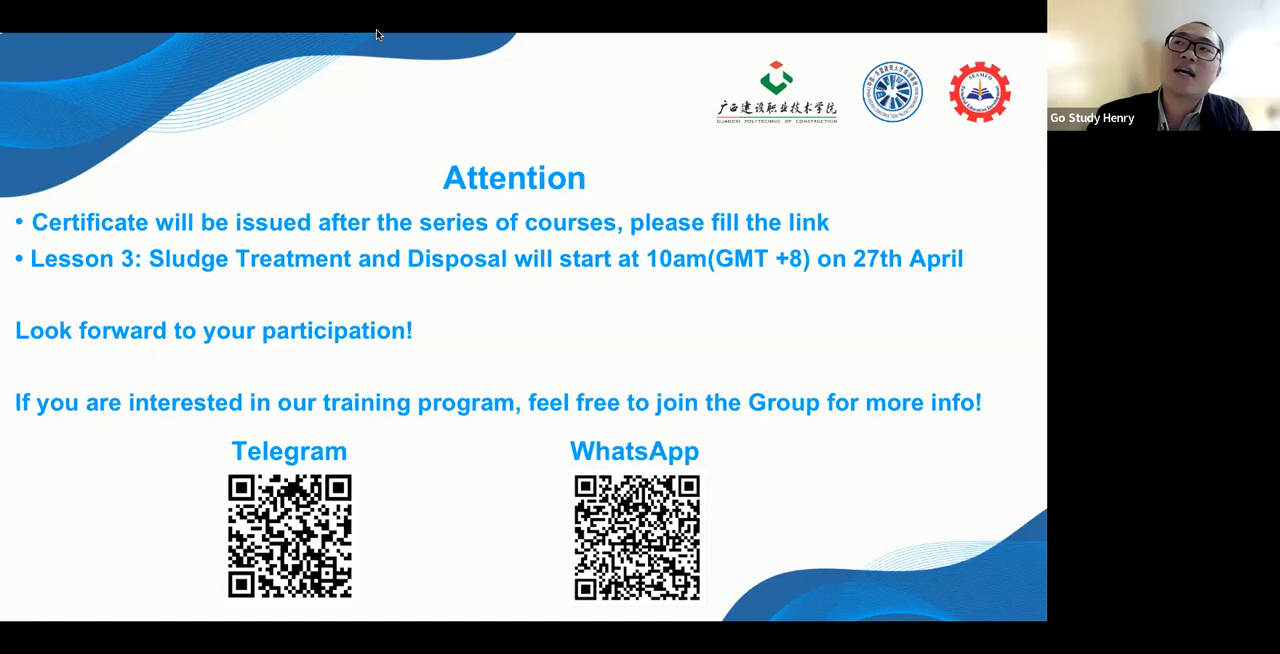 广西建设职业技术学院
GUANGXI POLYTECHNIC OF CONSTRUCTION
SEAMEO
Go Study Henry
Attention
• Certificate will be issued after the series of courses, please fill the link
• Lesson 3: Sludge Treatment and Disposal will start at 10am(GMT +8) on 27th April
Look forward to your participation!
If you are interested in our training program, feel free to join the Group for more info!
Telegram
WhatsApp